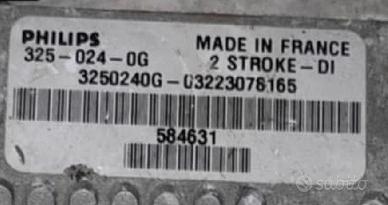 PHILIPS
MADE IN FRANCE
325-024-0G
2 STROKE-DI
3250240G-03223078165
584631
subito